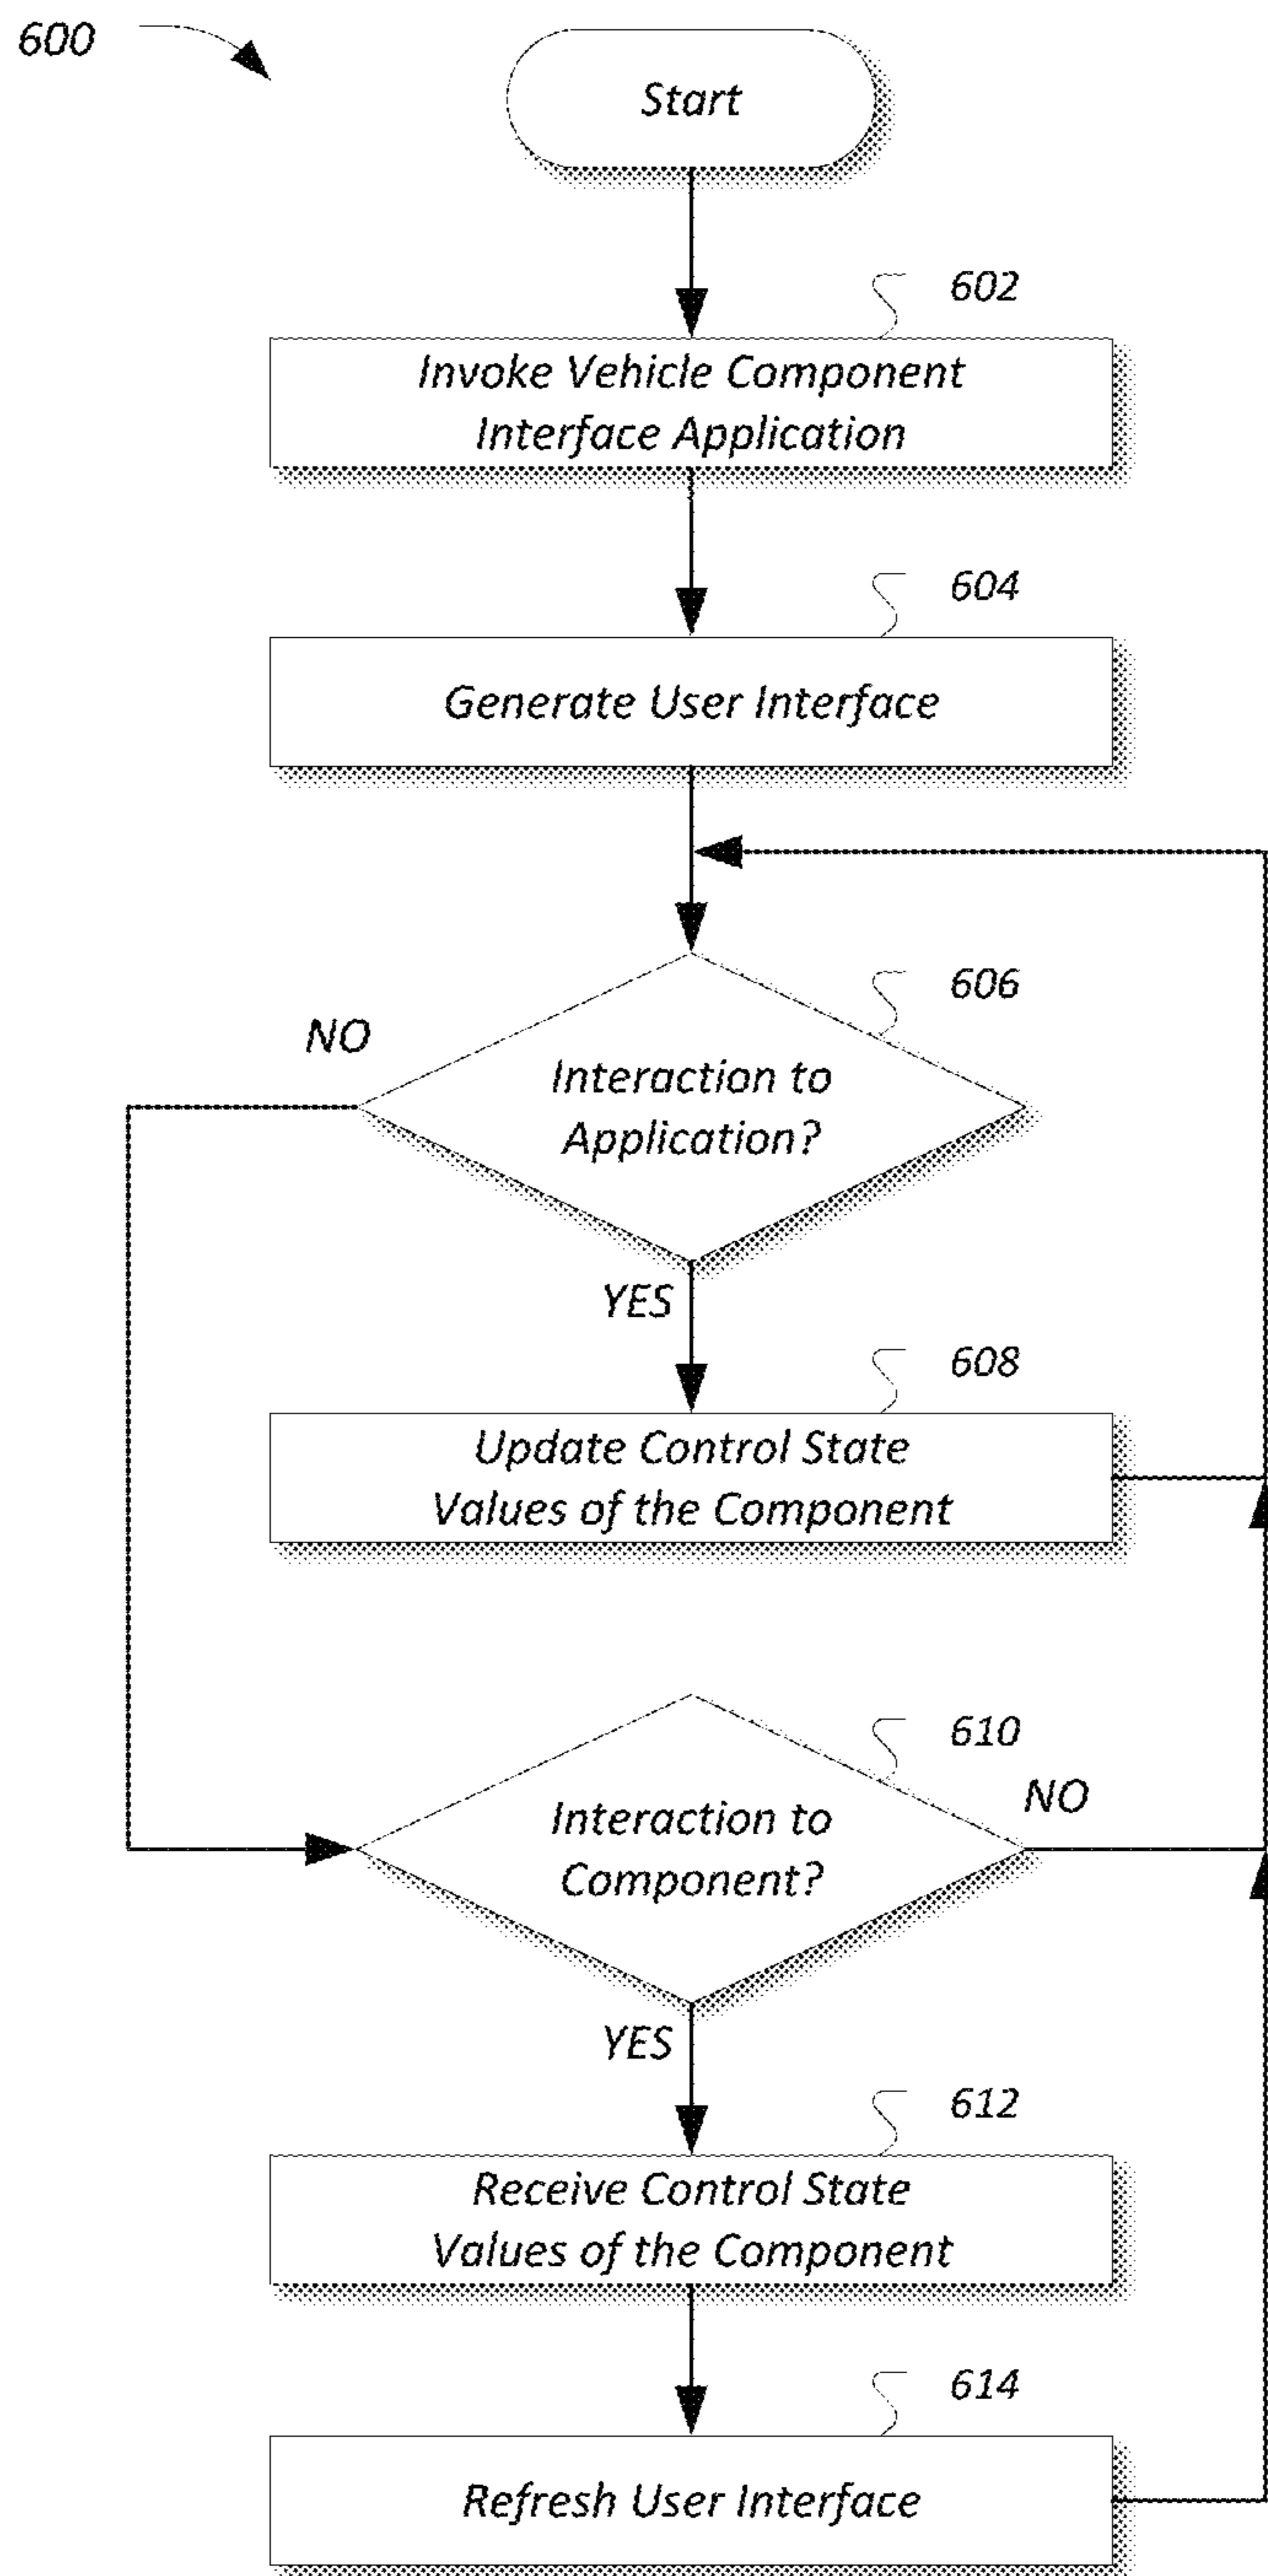 600
Start
602
Invoke Vehicle Component
Interface Application
604
Generate User Interface
606
NO
Interaction to
Application?
YES
608
Update Control State
Values of the Component
610
NO
Interaction to
Component?
YES
612
Receive Control State
Values of the Component
614
Refresh User Interface